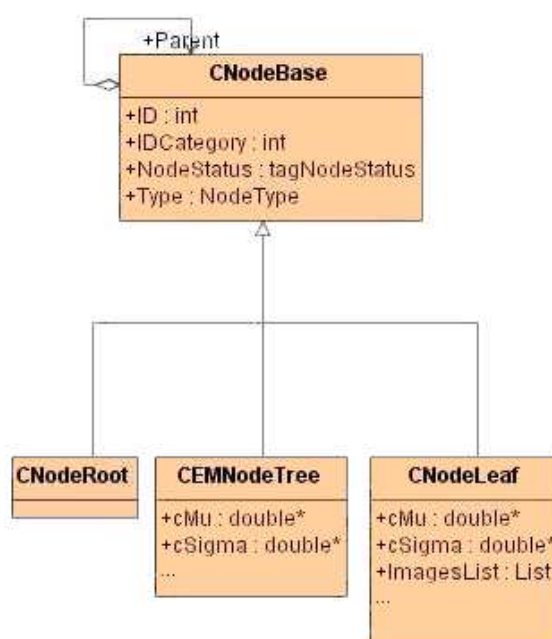 +Parent
CNodeBase
+ID : int
+IDCategory : int
+NodeStatus : tagNodeStatus
+Type : NodeType
CNodeRoot
CEMNodeTree
+cMu : double*
+cSigma : double*
...
CNodeLeaf
+cMu : double*
+cSigma : double*
+ImagesList : List
...